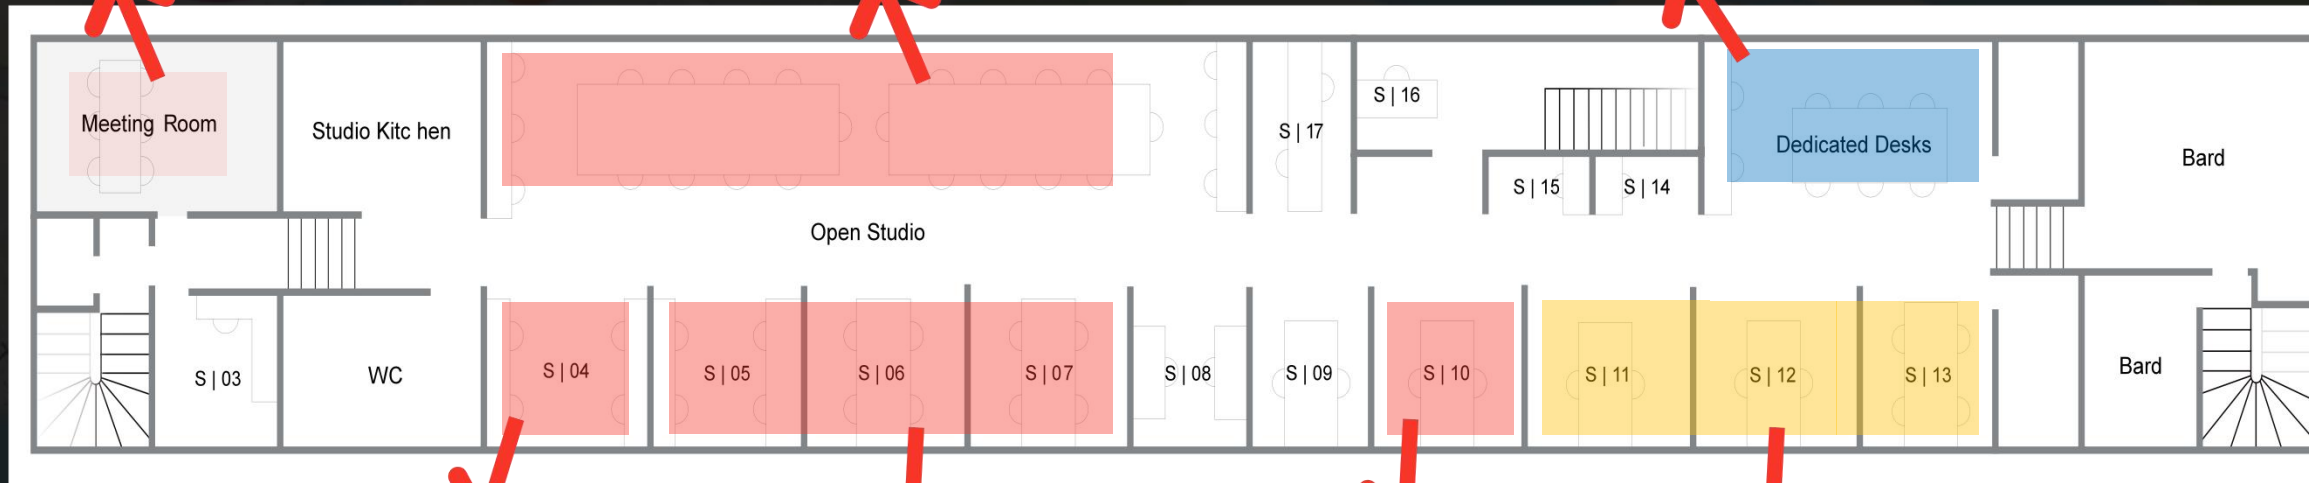 S | 16
Meeting Room
Studio Kitc hen
S | 17
Dedicated Desks
Bard
S | 15
S | 14
Open Studio
S | 03
WC
S | 04
S | 05
S | 06
S | 07
S | 08
S | 09
S | 10
S | 11
S | 12
S | 13
Bard